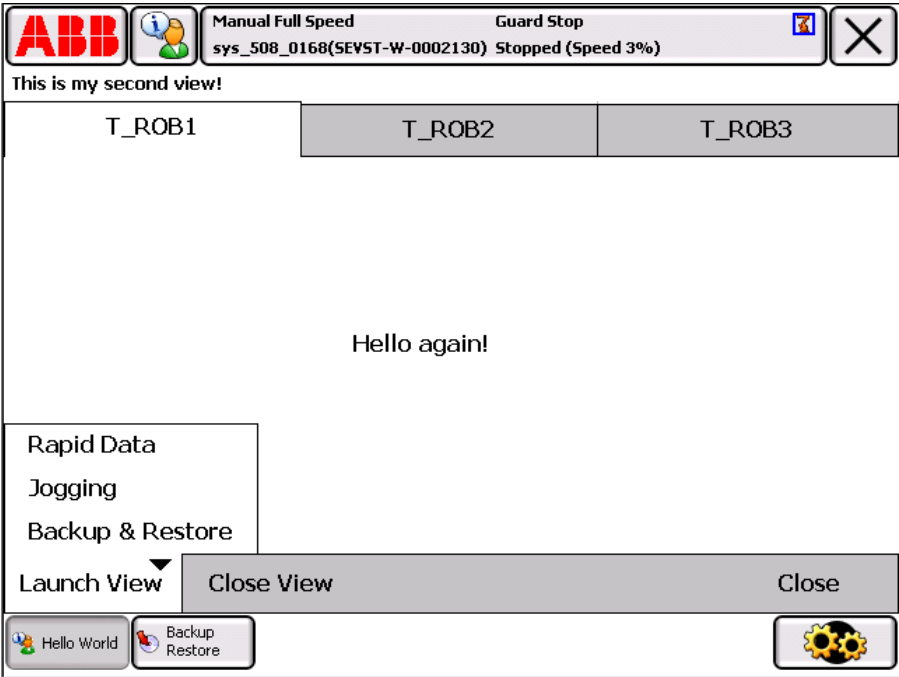 ABB
Manual Full Speed Guard Stop
sys_508_0168(SEVST-W-0002130) Stopped (Speed 3%)
This is my second view!
T_ROB1 T_ROB2 T_ROB3
Hello again!
Rapid Data
Jogging
Backup & Restore
Launch View Close View Close
Hello World
Backup
Restore